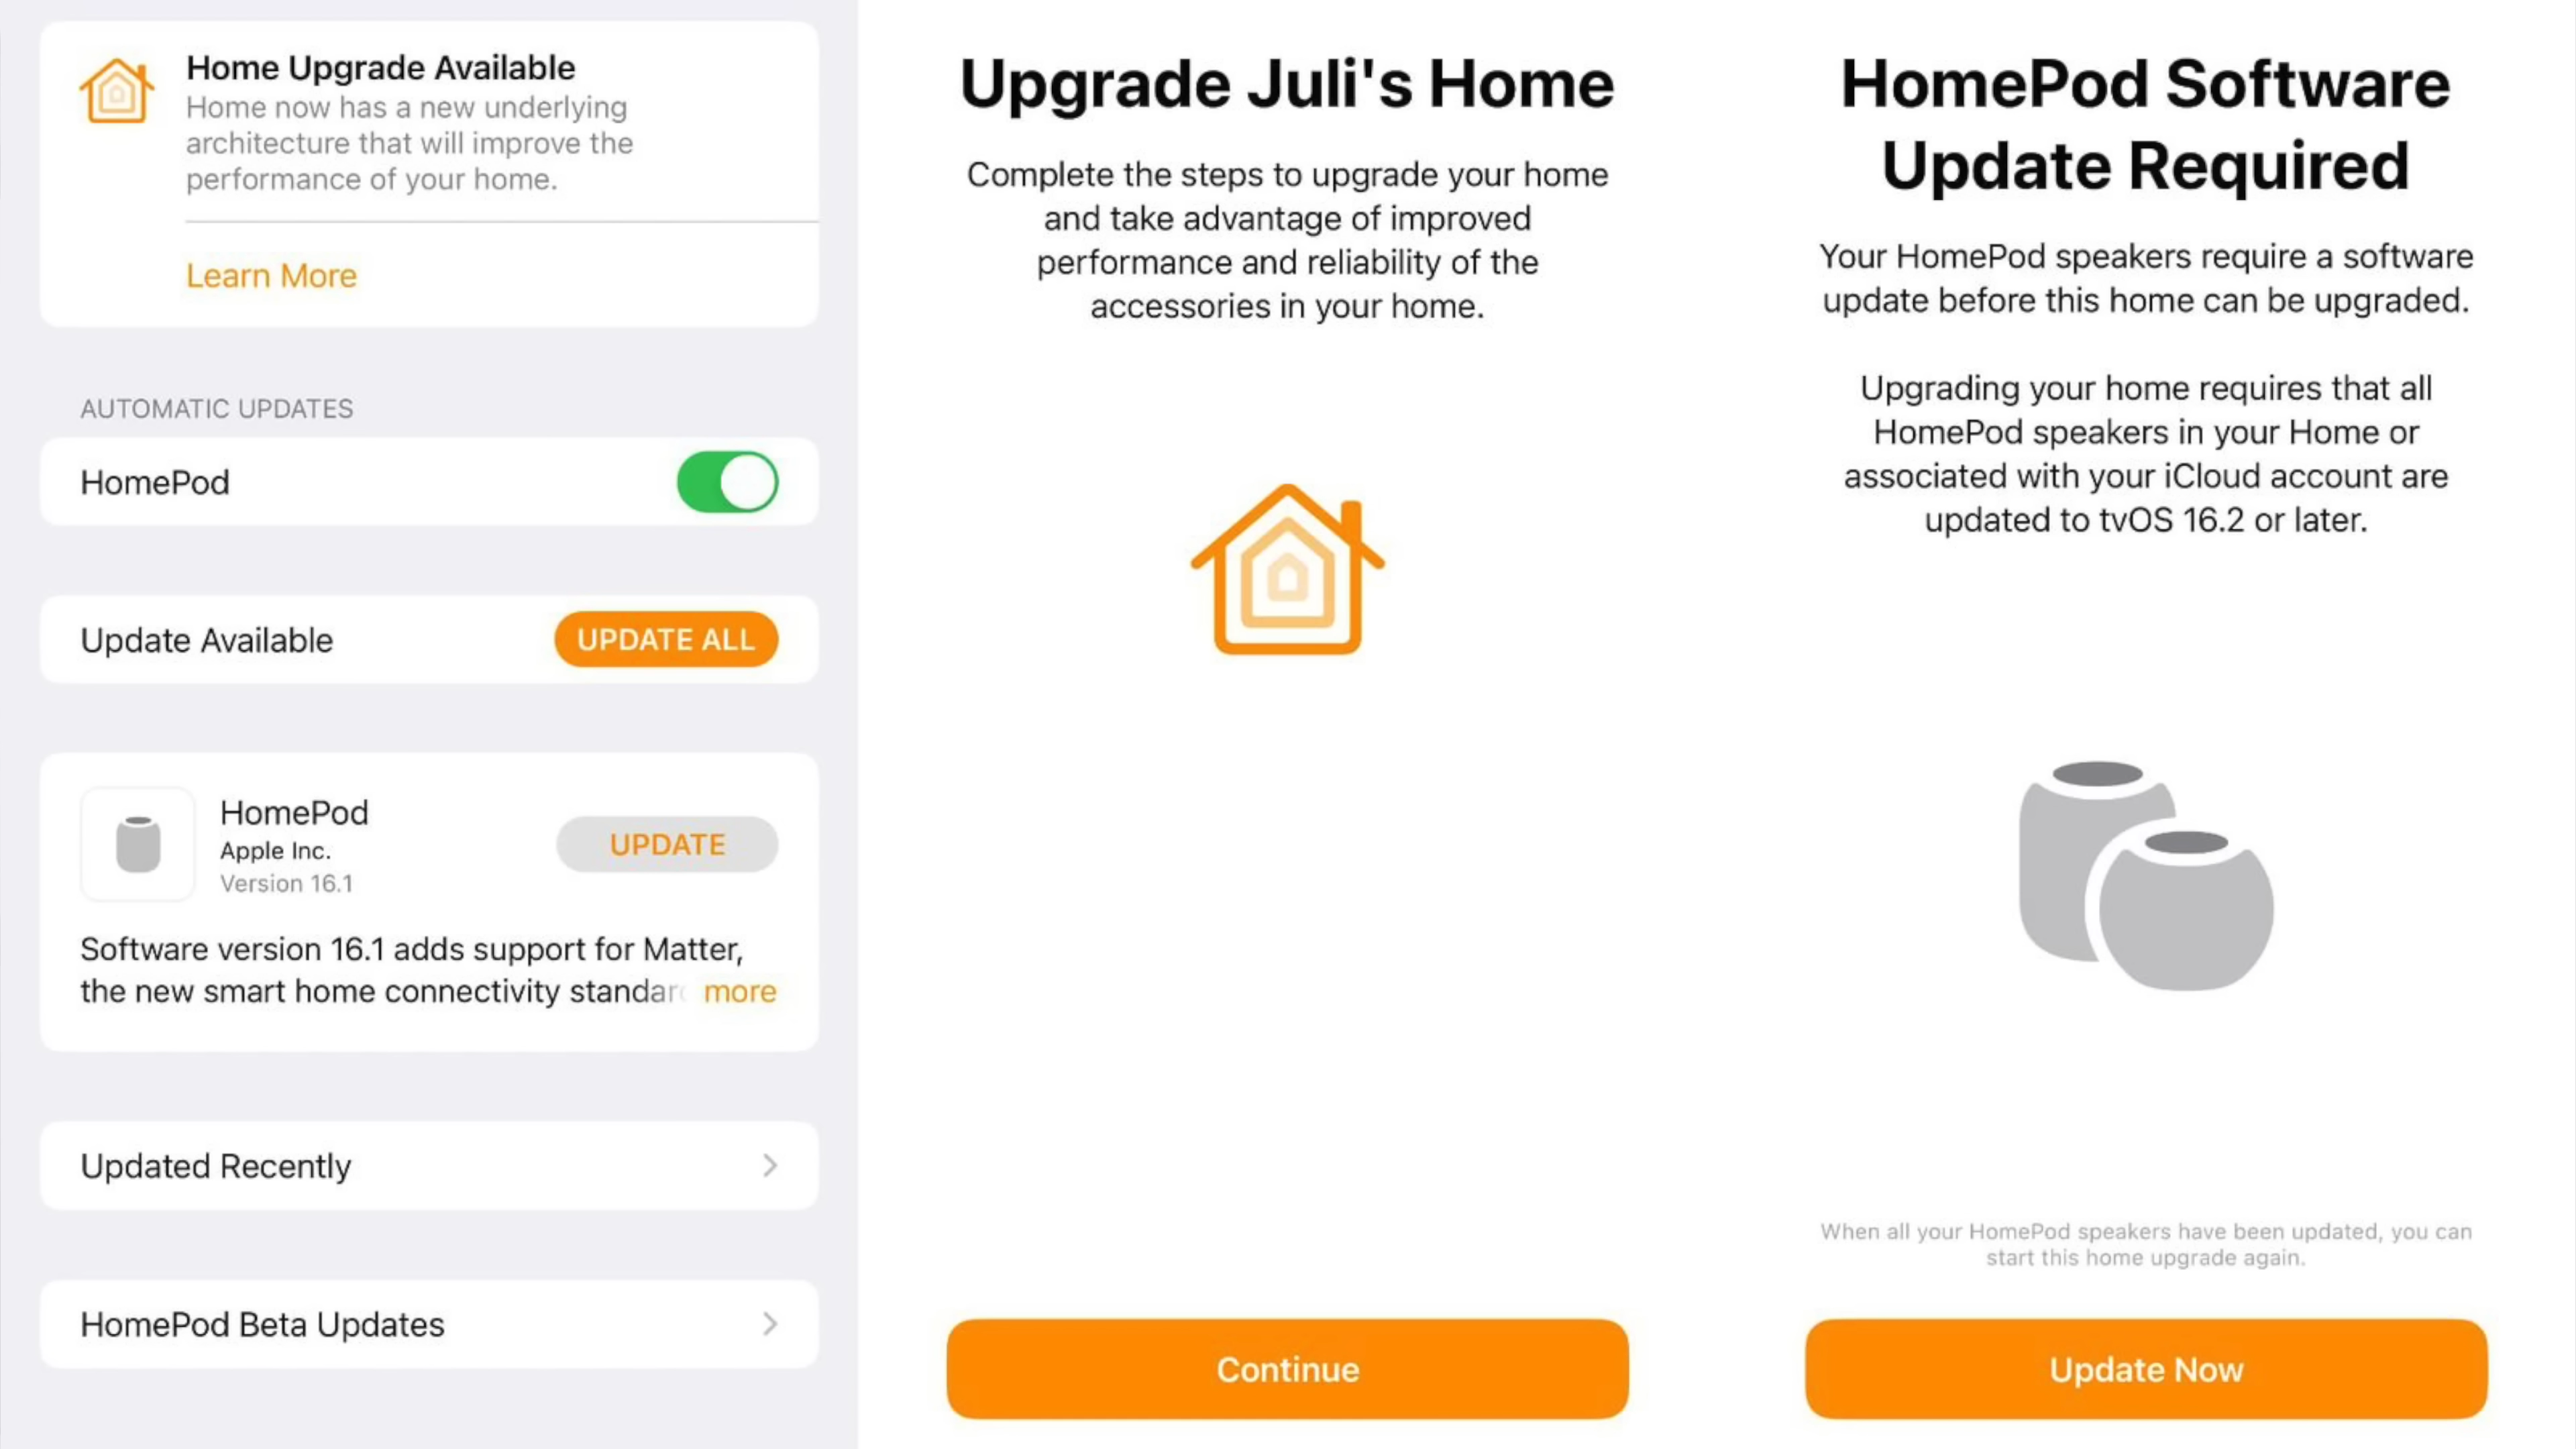 Home Upgrade Available
Home now has a new underlying
architecture that will improve the
performance of your home.
Learn More
AUTOMATIC UPDATES
HomePod
Update Available
UPDATE ALL
HomePod
Apple Inc.
Version 16.1
UPDATE
Software version 16.1 adds support for Matter,
the new smart home connectivity standar more
Updated Recently
HomePod Beta Updates
Upgrade Juli's Home
Complete the steps to upgrade your home
and take advantage of improved
performance and reliability of the
accessories in your home.
Continue
HomePod Software
Update Required
Your HomePod speakers require a software
update before this home can be upgraded.
Upgrading your home requires that all
HomePod speakers in your Home or
associated with your iCloud account are
updated to tvOS 16.2 or later.
When all your HomePod speakers have been updated, you can
start this home upgrade again.
Update Now